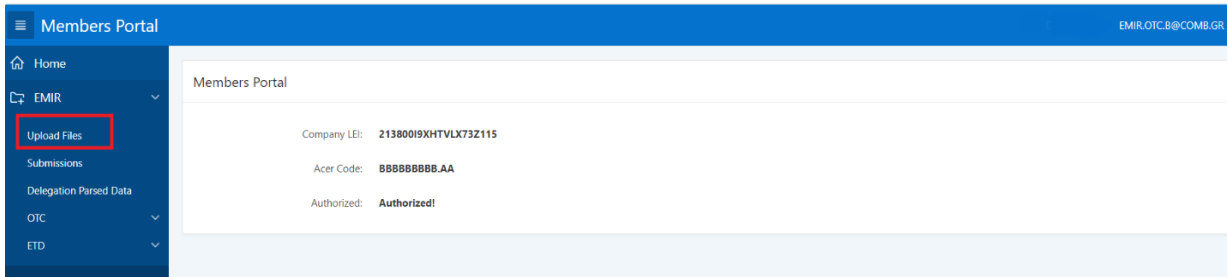 Members Portal
EMIR.OTC.B@COMB.GR
Home
EMIR
Upload Files
Submissions
Delegation Parsed Data
OTC
ETD
Members Portal
Company LEI: 213800I9XHTVLX73Z115
Acer Code: BBBBBBBBB.AA
Authorized: Authorized!